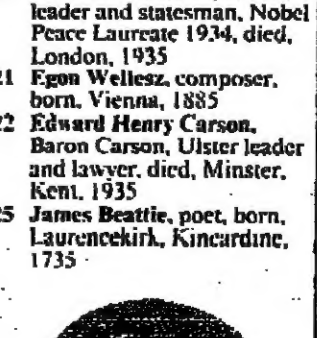 leader and statesman, Nobel
Peace Laureate 1934, died,
London, 1935
21 Egon Wellesz, composer,
born, Vienna, 1885
22 Edward Henry Carson,
Baron Carson, Ulster leader
and lawyer, died, Minster,
Kent, 1935
25 James Beattie, poet, born,
Laurencekirk, Kincardine,
1735